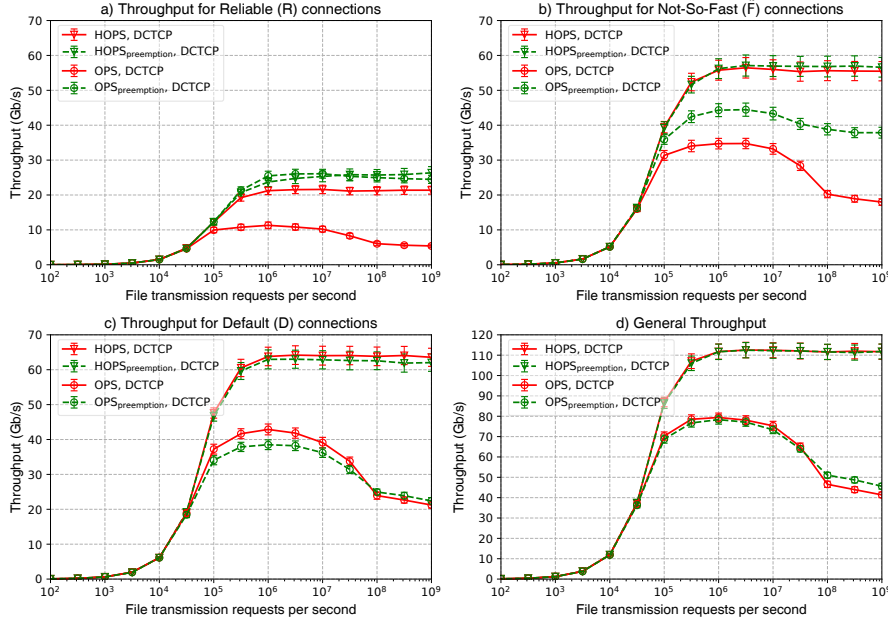 a) Throughput for Reliable (R) connections
70
60
50
40
30
20
10
0
Throughput (Gb/s)
HOPS, DCTCP
HOPSpreemption, DCTCP
OPS, DCTCP
OPSpreemption, DCTCP
10² 10³ 10⁴ 10⁵ 10⁶ 10⁷ 10⁸ 10⁹
File transmission requests per second
b) Throughput for Not-So-Fast (F̄) connections
70
60
50
40
30
20
10
0
Throughput (Gb/s)
HOPS, DCTCP
HOPSpreemption, DCTCP
OPS, DCTCP
OPSpreemption, DCTCP
10² 10³ 10⁴ 10⁵ 10⁶ 10⁷ 10⁸ 10⁹
File transmission requests per second
c) Throughput for Default (D) connections
70
60
50
40
30
20
10
0
Throughput (Gb/s)
HOPS, DCTCP
HOPSpreemption, DCTCP
OPS, DCTCP
OPSpreemption, DCTCP
10² 10³ 10⁴ 10⁵ 10⁶ 10⁷ 10⁸ 10⁹
File transmission requests per second
d) General Throughput
120
110
100
90
80
70
60
50
40
30
20
10
0
Throughput (Gb/s)
HOPS, DCTCP
HOPSpreemption, DCTCP
OPS, DCTCP
OPSpreemption, DCTCP
10² 10³ 10⁴ 10⁵ 10⁶ 10⁷ 10⁸ 10⁹
File transmission requests per second